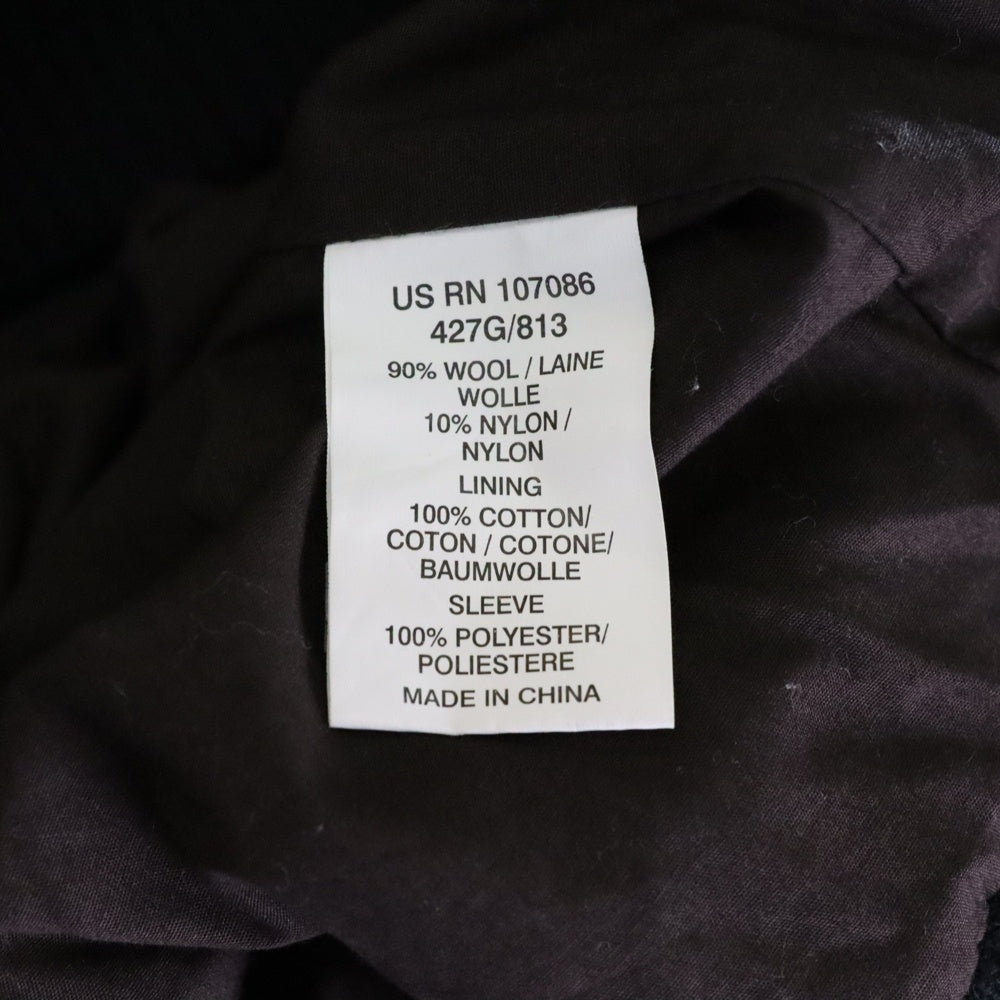 US RN 107086
427G/813
90% WOOL / LAINE
WOLLE
10% NYLON /
NYLON
LINING
100% COTTON/
COTON / COTONE/
BAUMWOLLE
SLEEVE
100% POLYESTER/
POLIESTERE
MADE IN CHINA